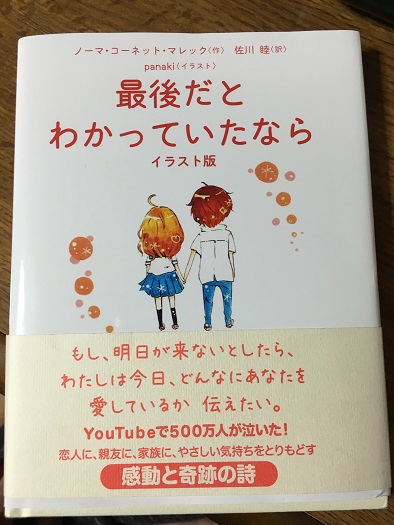 ノーマ・コーネット・マレック(作) 佐川 睦(訳)
panaki(イラスト)
最後だと
わかっていたなら
イラスト版
もし、明日が来ないとしたら、
わたしは今日、どんなにあなたを
愛しているか 伝えたい。
YouTubeで500万人が泣いた!
恋人に、親友に、家族に、やさしい気持ちをとりもどす
感動と奇跡の詩